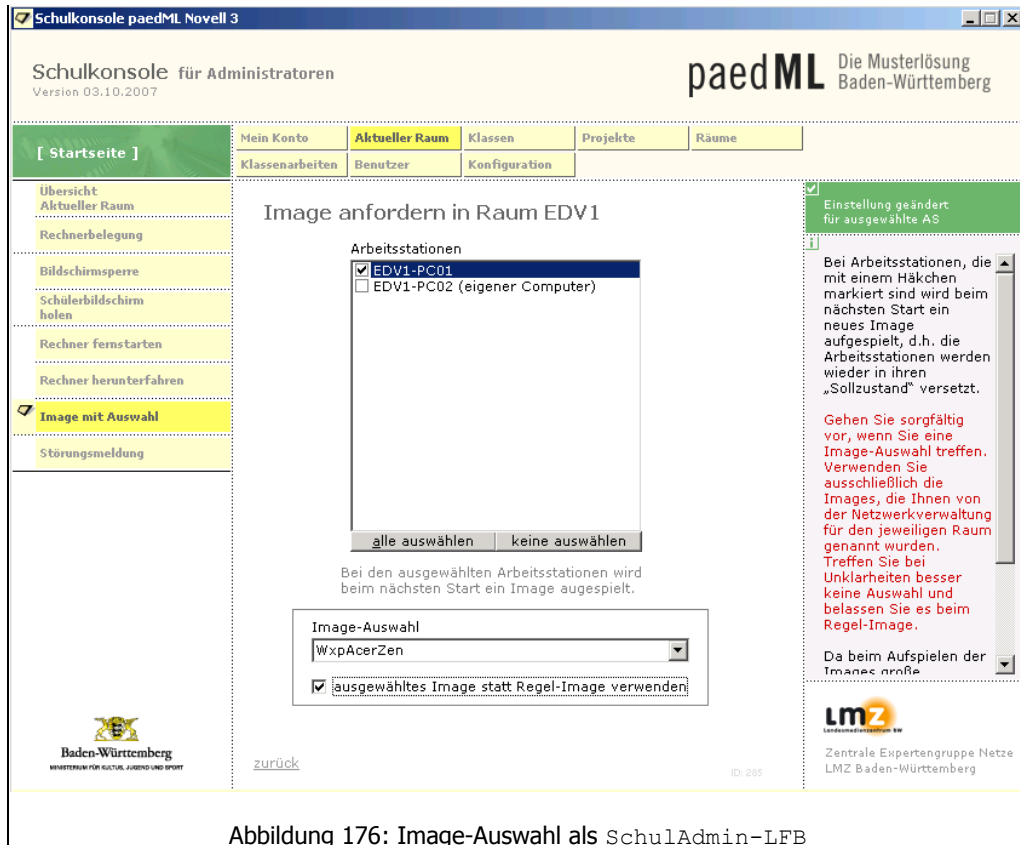 Schulkonsole paedML Novell 3
Schulkonsole für Administratoren
Version 03.10.2007
paedML Die Musterlösung
Baden-Württemberg
[ Startseite ]
Mein Konto Aktueller Raum Klassen Projekte Räume
Klassenarbeiten Benutzer Konfiguration
Übersicht
Aktueller Raum
Rechnerbelegung
Bildschirmsperre
Schülerbildschirm
holen
Rechner fernstarten
Rechner herunterfahren
Image mit Auswahl
Störungsmeldung
Baden-Württemberg
MINISTERIUM FÜR KULTUS, JUGEND UND SPORT
Image anfordern in Raum EDV1
Arbeitsstationen
EDV1-PC01
EDV1-PC02 (eigener Computer)
alle auswählen keine auswählen
Bei den ausgewählten Arbeitsstationen wird
beim nächsten Start ein Image augespielt.
Image-Auswahl
WxpAcerZen
ausgewähltes Image statt Regel-Image verwenden
zurück
ID: 285
Einstellung geändert
für ausgewählte AS
Bei Arbeitsstationen, die
mit einem Häkchen
markiert sind wird beim
nächsten Start ein
neues Image
aufgespielt, d.h. die
Arbeitsstationen werden
wieder in ihren
„Sollzustand“ versetzt.
Gehen Sie sorgfältig
vor, wenn Sie eine
Image-Auswahl treffen.
Verwenden Sie
ausschließlich die
Images, die Ihnen von
der Netzwerkverwaltung
für den jeweiligen Raum
genannt wurden.
Treffen Sie bei
Unklarheiten besser
keine Auswahl und
belassen Sie es beim
Regel-Image.
Da beim Aufspielen der
Images große
LMZ
Landesmedienzentrum BW
Zentrale Expertengruppe Netze
LMZ Baden-Württemberg
Abbildung 176: Image-Auswahl als SchulAdmin-LFB